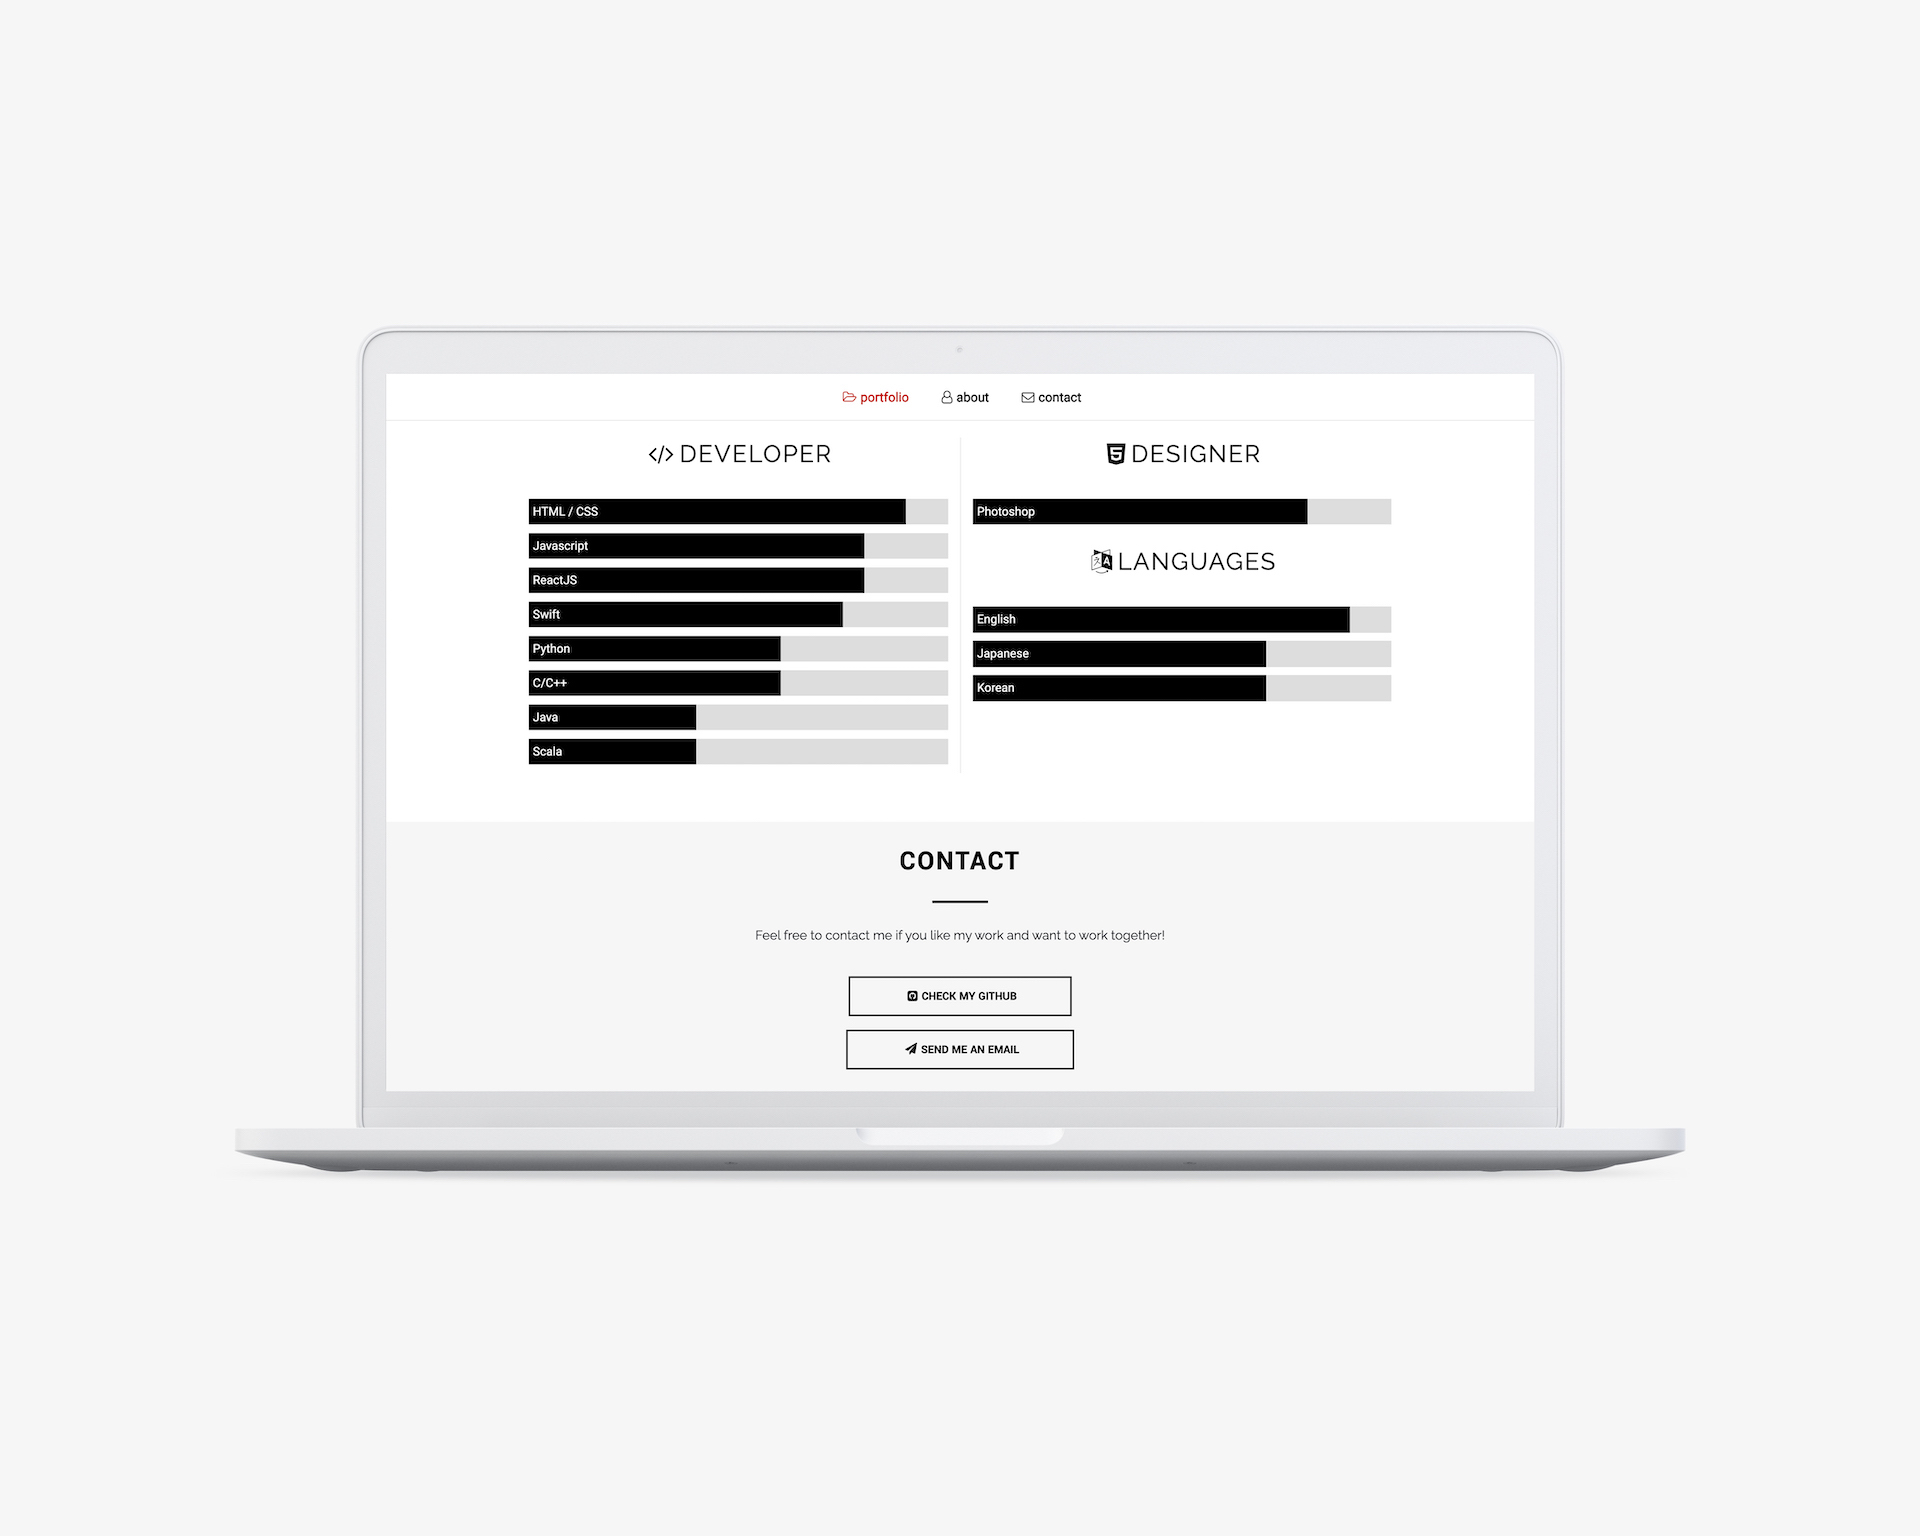 portfolio about contact
DEVELOPER
HTML / CSS
Javascript
ReactJS
Swift
Python
C/C++
Java
Scala
DESIGNER
Photoshop
LANGUAGES
English
Japanese
Korean
CONTACT
Feel free to contact me if you like my work and want to work together!
CHECK MY GITHUB
SEND ME AN EMAIL